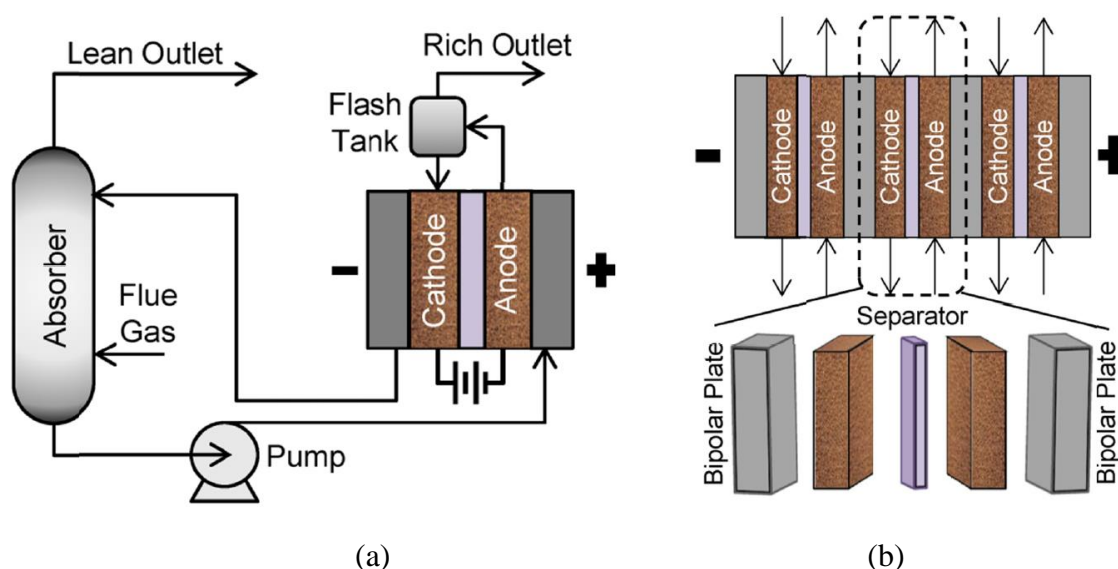 Lean Outlet
Rich Outlet
Flash
Tank
Absorber
Flue
Gas
Cathode
Anode
-
+
Pump
(a)
Cathode
Anode
Cathode
Anode
Cathode
Anode
-
+
Separator
Bipolar Plate
Bipolar Plate
(b)